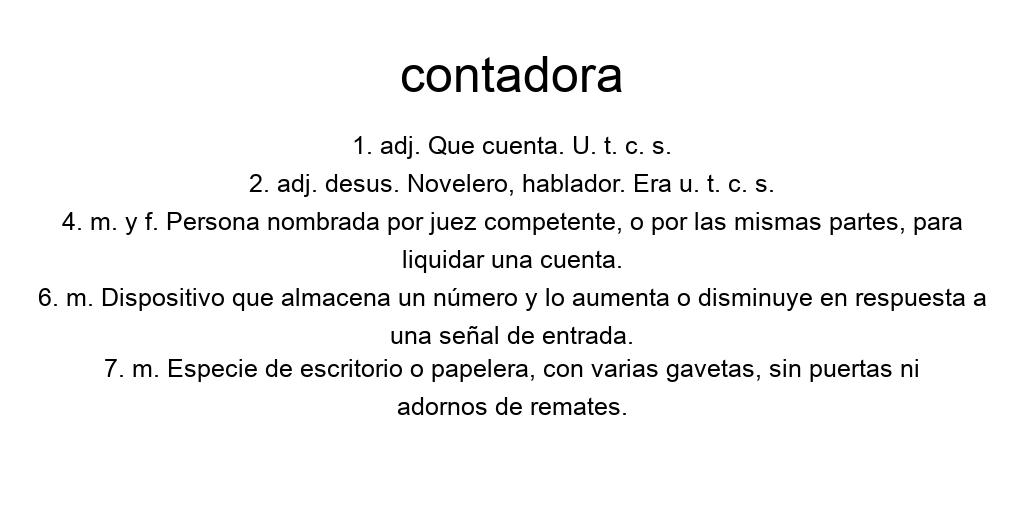 contadora
1. adj. Que cuenta. U. t. c. s.
2. adj. desus. Novelero, hablador. Era u. t. c. s.
4. m. y f. Persona nombrada por juez competente, o por las mismas partes, para
liquidar una cuenta.
6. m. Dispositivo que almacena un número y lo aumenta o disminuye en respuesta a
una señal de entrada.
7. m. Especie de escritorio o papelera, con varias gavetas, sin puertas ni
adornos de remates.